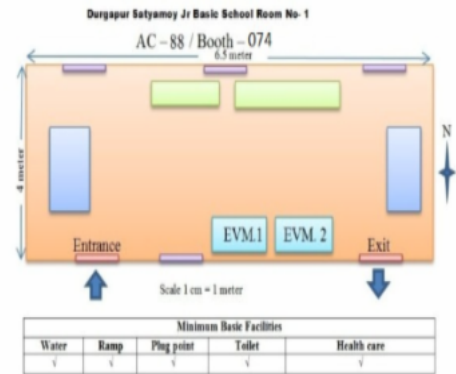 Durgapur Satyamoy Jr Basic School Room No- 1
AC – 88 / Booth – 074
6.5 meter
4 meter
N
EVM.1 EVM. 2
Entrance Exit
Scale 1 cm = 1 meter
Minimum Basic Facilities
Water Ramp Plug point Toilet Health care
√ √ √ √ √